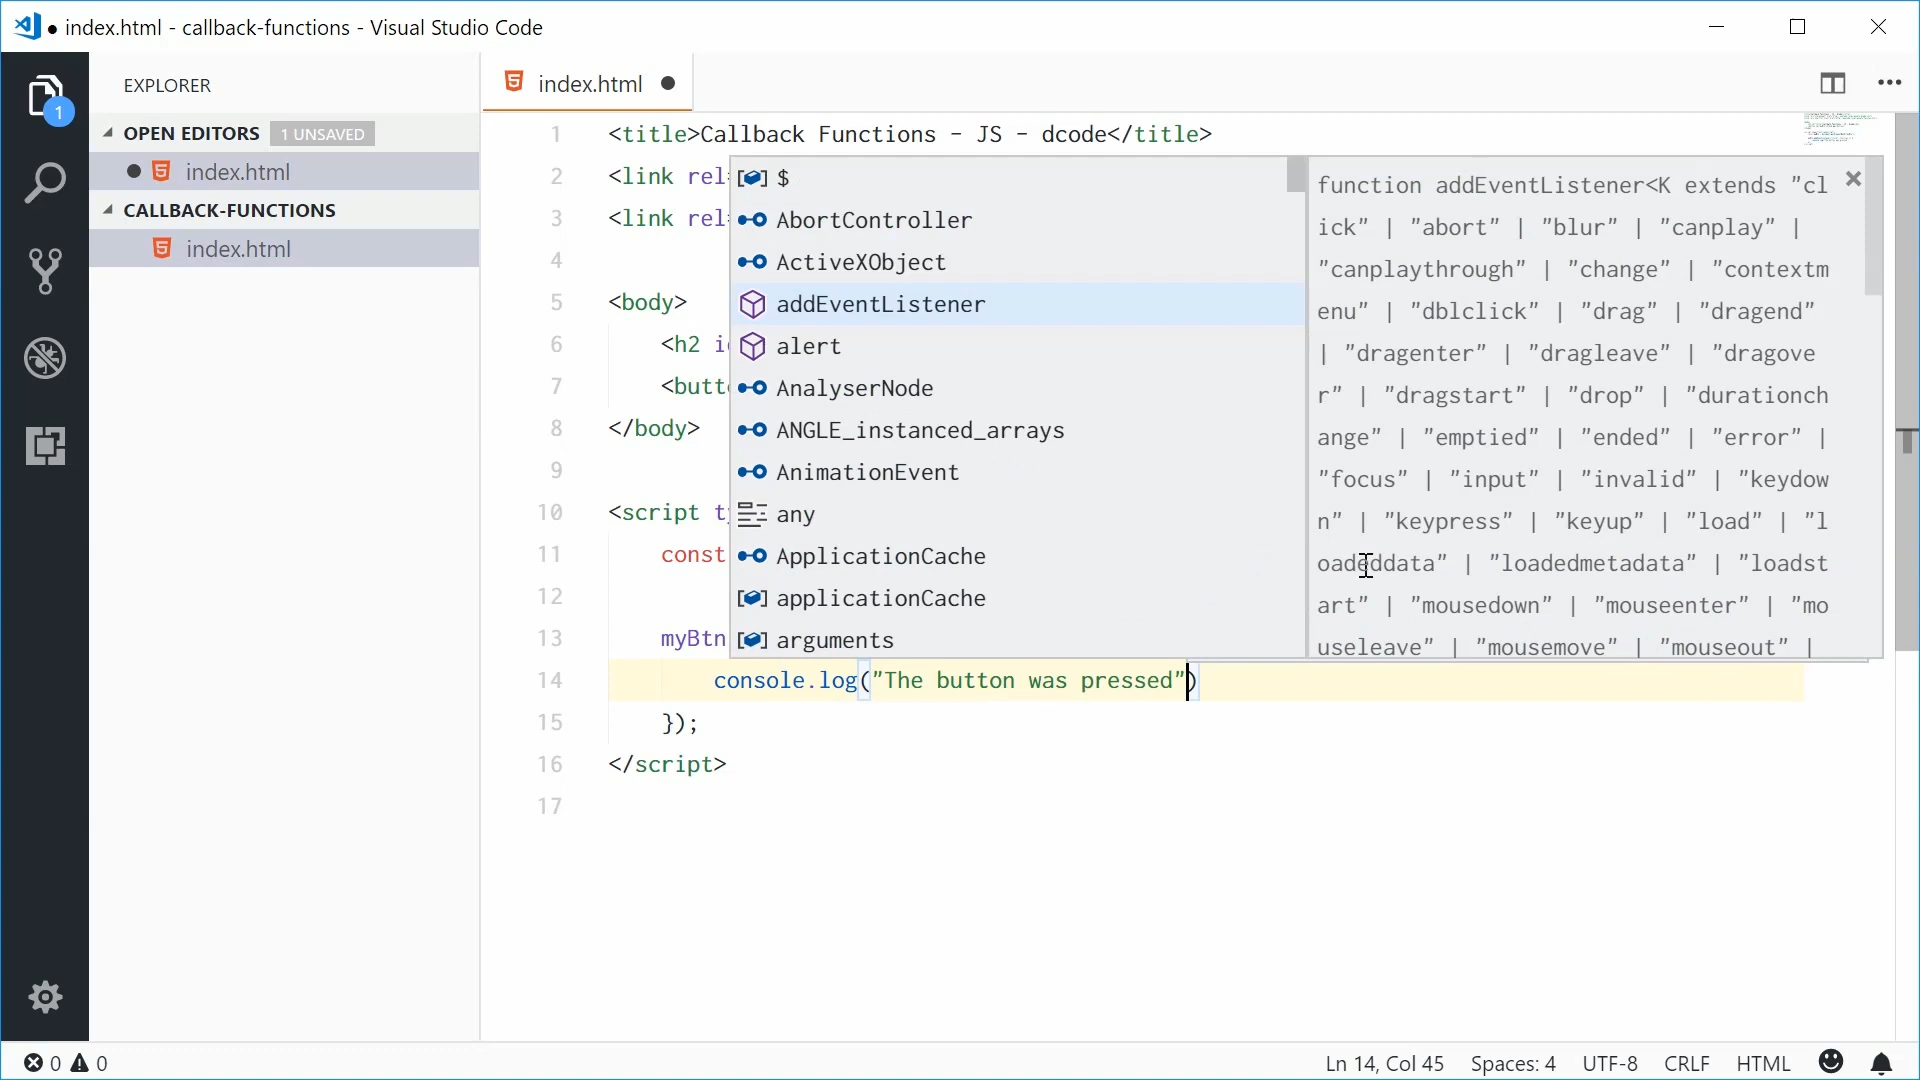 ● index.html - callback-functions - Visual Studio Code
EXPLORER
OPEN EDITORS 1 UNSAVED
index.html
CALLBACK-FUNCTIONS
index.html
1
index.html
1 <title>Callback Functions - JS - dcode</title>
2 <link rel
3 <link rel
4
5 <body>
6 <h2 i
7 <butt
8 </body>
9
10 <script t
11 const
12
13 myBtn
14 console.log("The button was pressed")
15 });
16 </script>
17
$
AbortController
ActiveXObject
addEventListener
alert
AnalyserNode
ANGLE_instanced_arrays
AnimationEvent
any
ApplicationCache
applicationCache
arguments
function addEventListener<K extends "cl
ick" | "abort" | "blur" | "canplay" |
"canplaythrough" | "change" | "contextm
enu" | "dblclick" | "drag" | "dragend"
| "dragenter" | "dragleave" | "dragove
r" | "dragstart" | "drop" | "durationch
ange" | "emptied" | "ended" | "error" |
"focus" | "input" | "invalid" | "keydow
n" | "keypress" | "keyup" | "load" | "l
oadeddata" | "loadedmetadata" | "loadst
art" | "mousedown" | "mouseenter" | "mo
useleave" | "mousemove" | "mouseout" |
0 0
Ln 14, Col 45 Spaces: 4 UTF-8 CRLF HTML